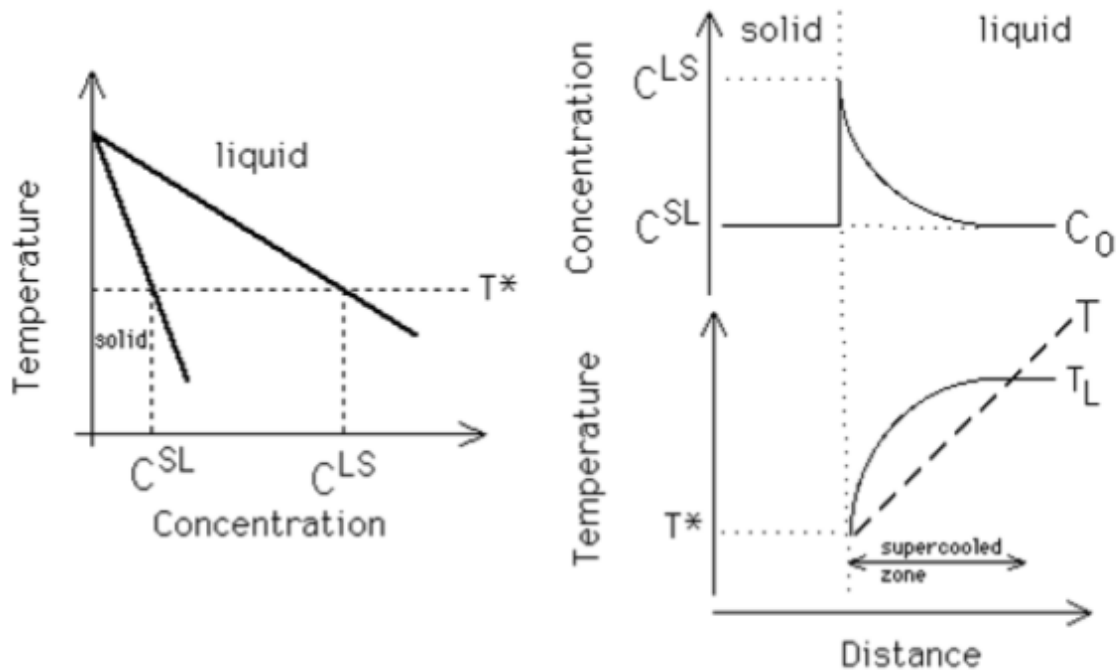 Temperature
liquid
solid
T*
C^SL
C^LS
Concentration
solid
liquid
Concentration
C^LS
C^SL
C_0
Temperature
T
T_L
T*
supercooled
zone
Distance